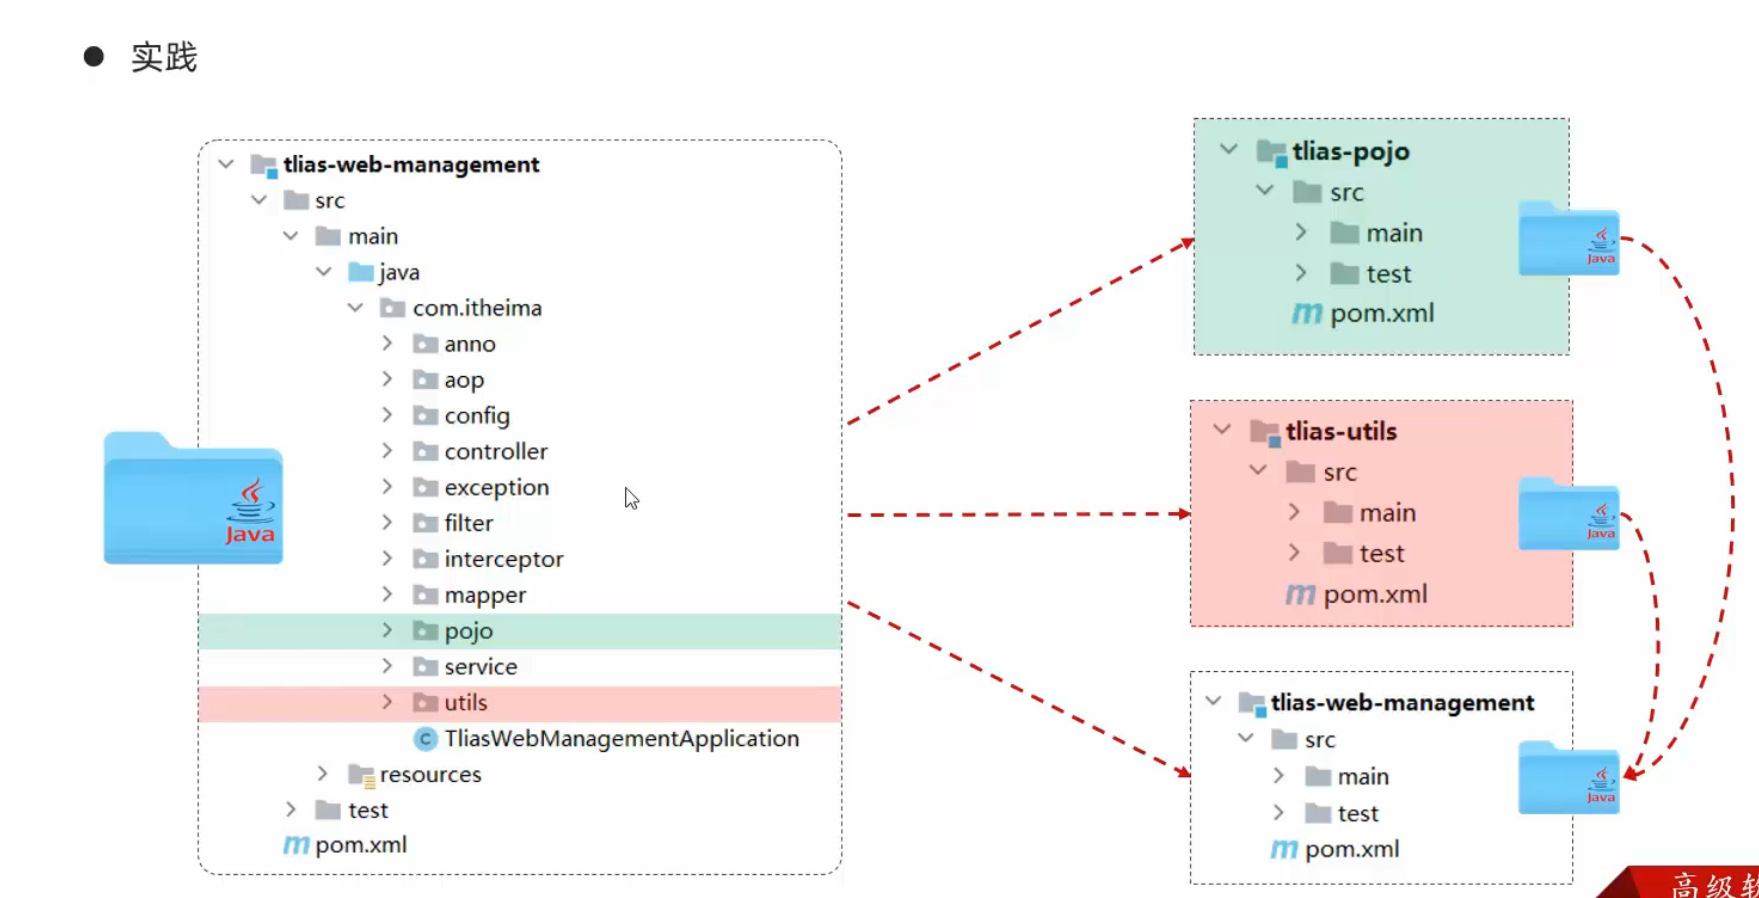 实践
tlias-web-management
src
main
java
com.itheima
anno
aop
config
controller
exception
filter
interceptor
mapper
pojo
service
utils
C TliasWebManagementApplication
resources
test
m pom.xml
Java
tlias-pojo
src
main
test
m pom.xml
Java
tlias-utils
src
main
test
m pom.xml
Java
tlias-web-management
src
main
test
m pom.xml
Java
高级软